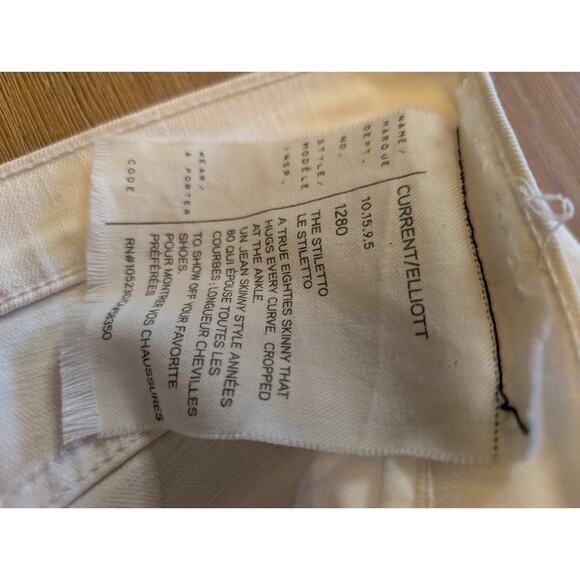 NAME/ MARQUE CURRENT/ELLIOTT
DEPT. 10.15.9.5
NO. 1280
STYLE/ MODÈLE THE STILETTO
LE STILETTO
INSP. A TRUE EIGHTIES SKINNY THAT
HUGS EVERY CURVE, CROPPED
AT THE ANKLE.
UN JEAN SKINNY STYLE ANNÉES
80 QUI ÉPOUSE TOUTES LES
COURBES ; LONGUEUR CHEVILLES
WEAR/ À PORTER TO SHOW OFF YOUR FAVORITE
SHOES.
POUR MONTRER VOS CHAUSSURES
PRÉFÉRÉES
CODE